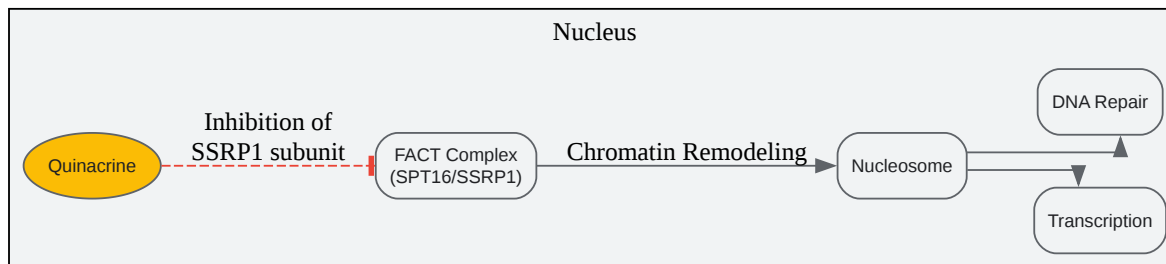 Nucleus
Quinacrine
Inhibition of
SSRP1 subunit
FACT Complex
(SPT16/SSRP1)
Chromatin Remodeling
Nucleosome
DNA Repair
Transcription